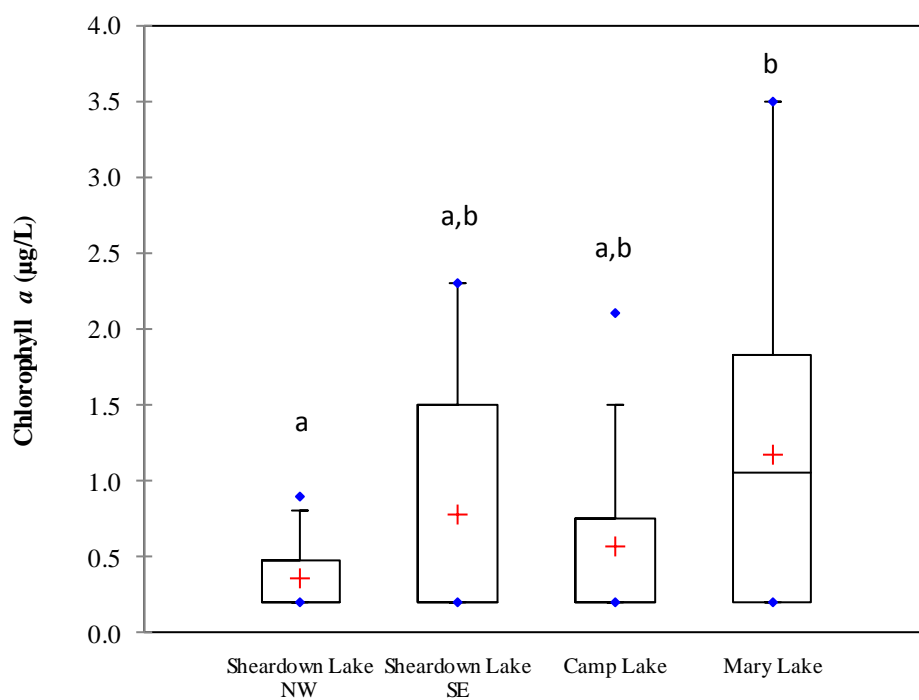 4.0
b
3.5
3.0
a,b
2.5
a,b
2.0
1.5
a
1.0
0.5
0.0
Chlorophyll a (µg/L)
Sheardown Lake NW
Sheardown Lake SE
Camp Lake
Mary Lake